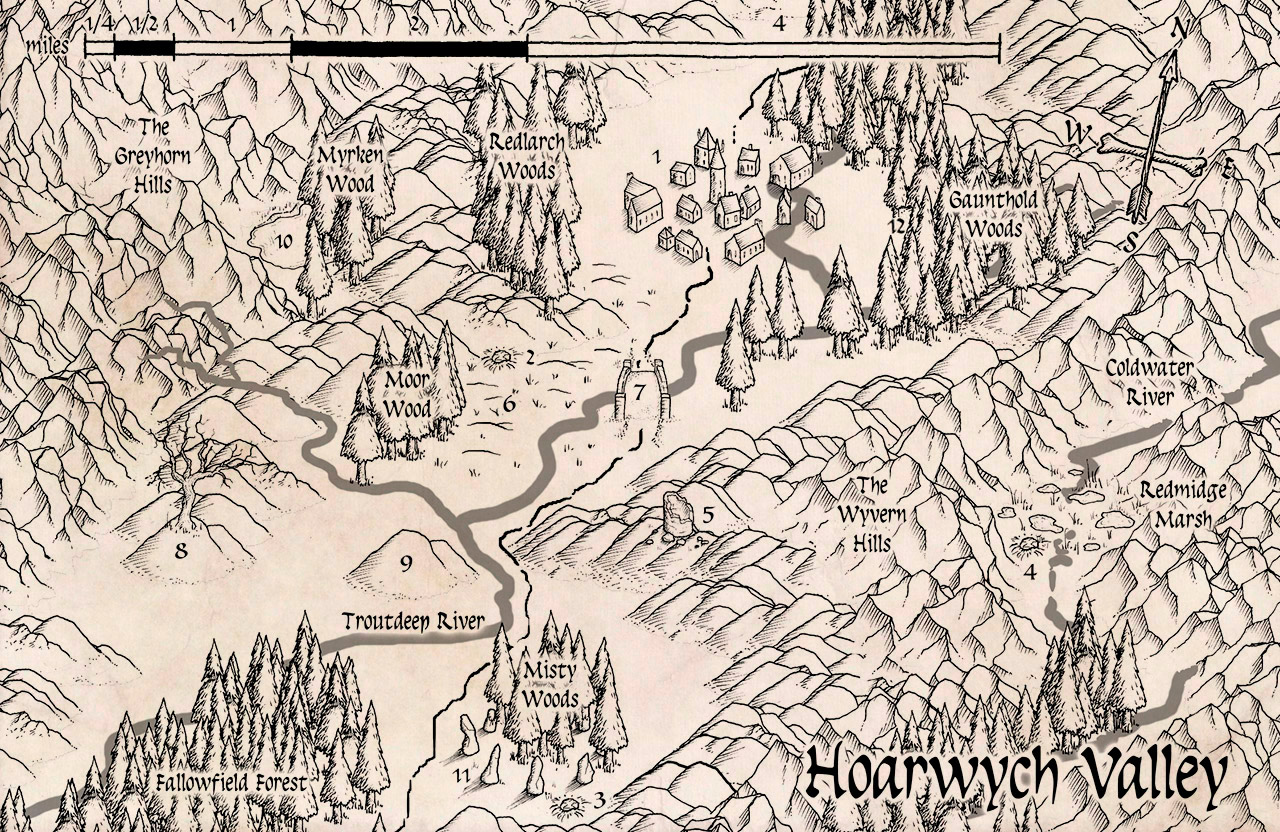 1/4 1/2 1 2 4
miles
N
W
E
S
The
Greyhorn
Hills
Myrken
Wood
Redlarch
Woods
1
Gaunthold
Woods
10
12
2
Moor
Wood
6
7
Coldwater
River
The
Wyvern
Hills
5
Redmidge
Marsh
8
9
4
Troutdeep River
Misty
Woods
11
3
Fallowfield Forest
Hoarwych Valley